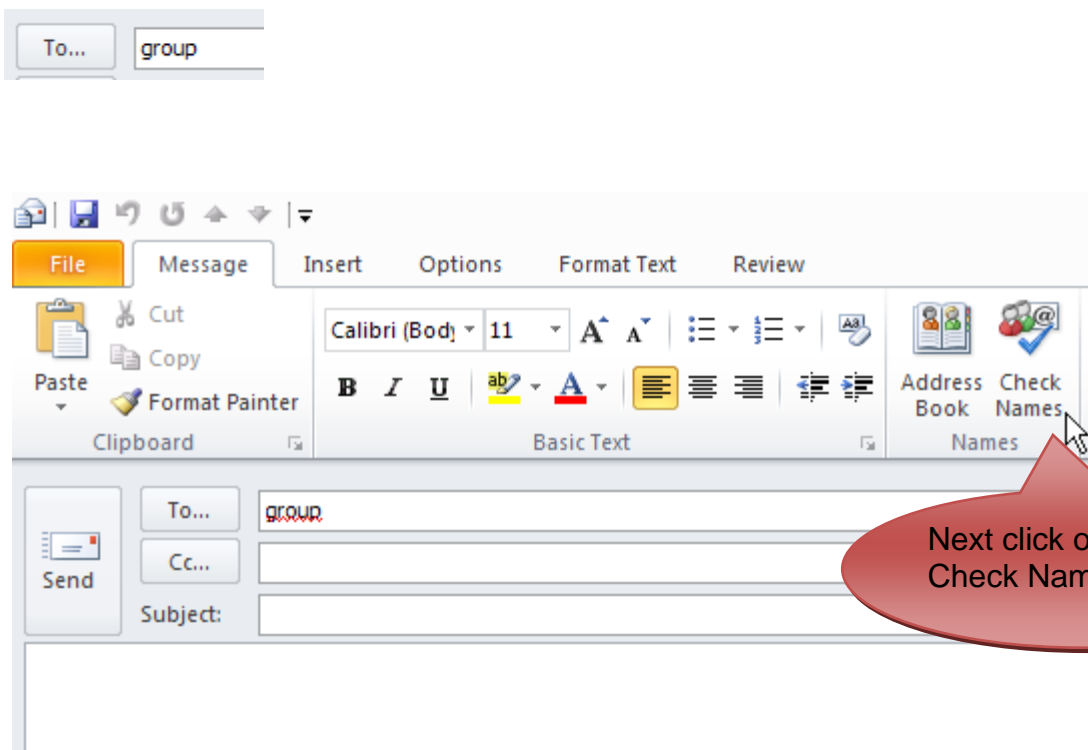 To... group
File Message Insert Options Format Text Review
Cut
Copy
Paste
Format Painter
Clipboard
Calibri (Body 11
B I U
Basic Text
Address Book
Check Names
Names
To... group
Cc...
Send
Subject:
Next click o
Check Nam